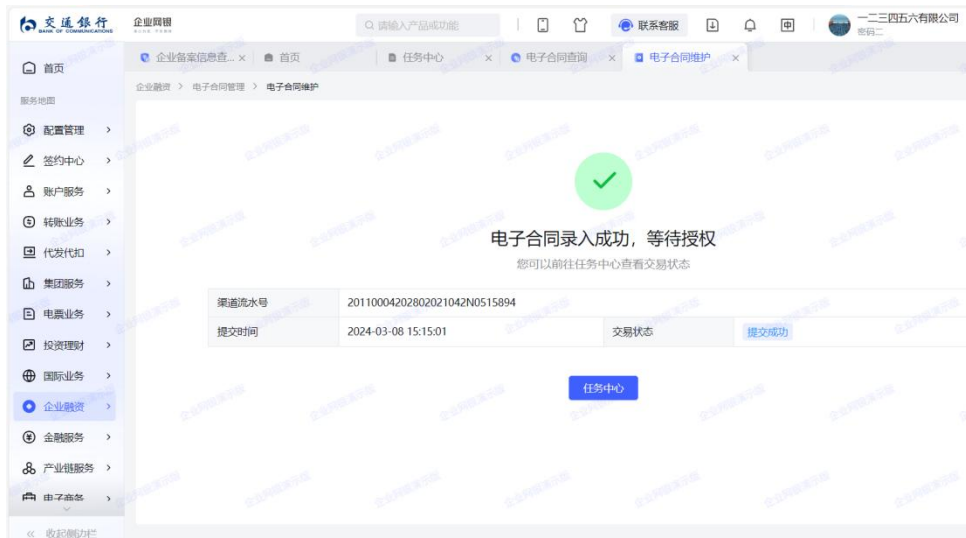 交通银行 企业网银 请输入产品或功能 联系客服 一二三四五六有限公司
BANK OF COMMUNICATIONS 密码二
首页 企业备案信息查... × 首页 任务中心 × 电子合同查询 × 电子合同维护 ×
企业融资 > 电子合同管理 > 电子合同维护
服务地图
配置管理
签约中心
账户服务
转账业务
代发代扣
集团服务
电票业务
投资理财
国际业务
企业融资
金融服务
产业链服务
电子商务
收起侧边栏
电子合同录入成功，等待授权
您可以前往任务中心查看交易状态
渠道流水号 20110004202802021042N0515894
提交时间 2024-03-08 15:15:01 交易状态 提交成功
任务中心
企业网银演示版